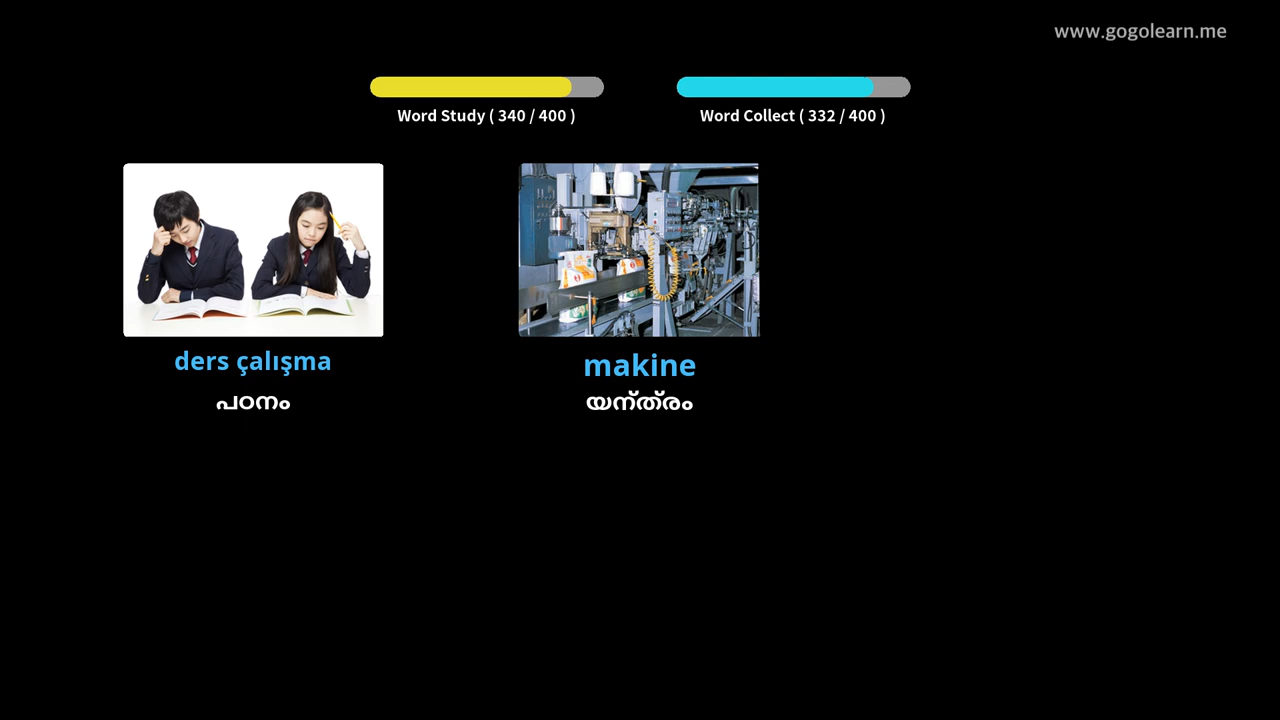 www.gogolearn.me
Word Study ( 340 / 400 )
Word Collect ( 332 / 400 )
ders çalışma
പഠനം
makine
യന്ത്രം